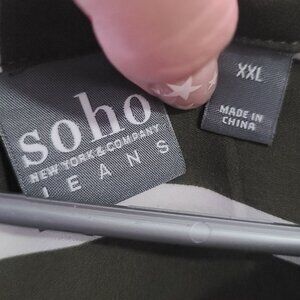 soho
NEW YORK & COMPANY
JEANS
XXL
MADE IN
CHINA